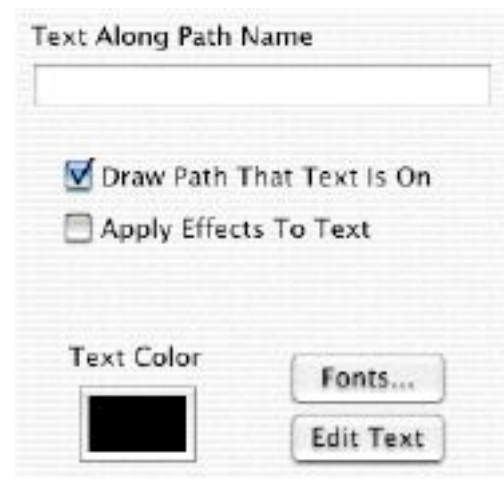 Text Along Path Name
Draw Path That Text Is On
Apply Effects To Text
Text Color
Fonts...
Edit Text